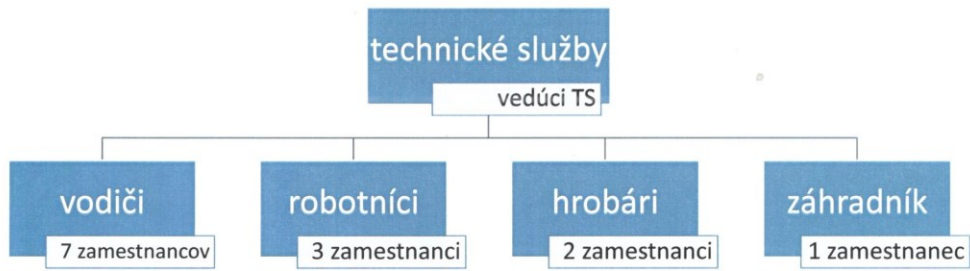 technické služby
vedúci TS
vodiči
7 zamestnancov
robotníci
3 zamestnanci
hrobári
2 zamestnanci
záhradník
1 zamestnanec